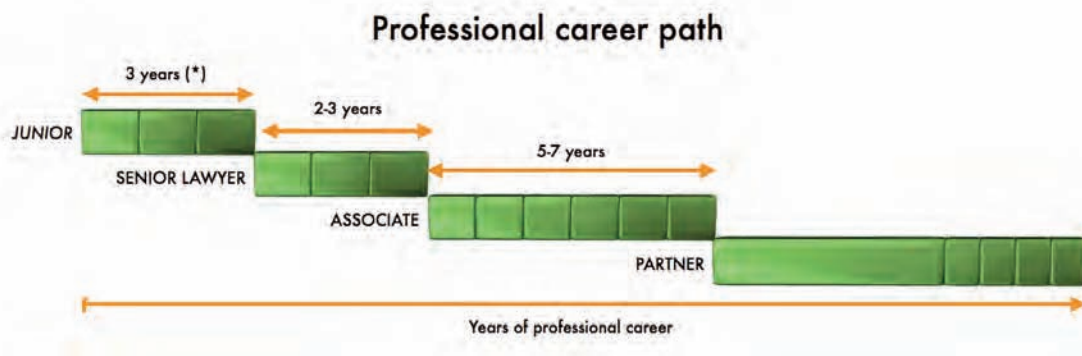 Professional career path
3 years (*)
JUNIOR
2-3 years
SENIOR LAWYER
5-7 years
ASSOCIATE
PARTNER
Years of professional career